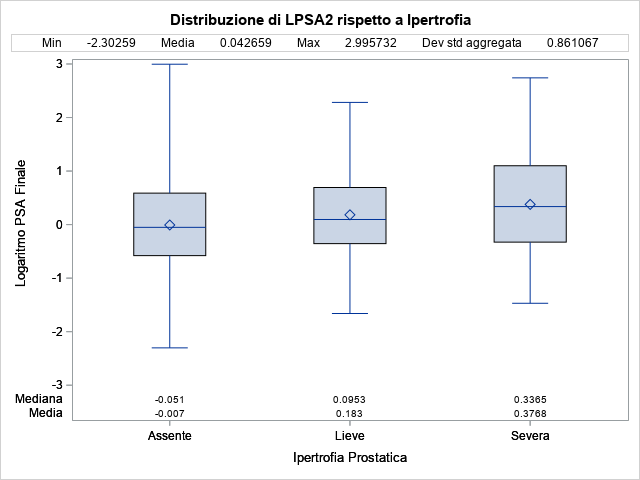 Distribuzione di LPSA2 rispetto a Ipertrofia
Min -2.30259 Media 0.042659 Max 2.995732 Dev std aggregata 0.861067
3
2
1
0
-1
-2
-3
Logaritmo PSA Finale
Mediana -0.051 0.0953 0.3365
Media -0.007 0.183 0.3768
Assente Lieve Severa
Ipertrofia Prostatica